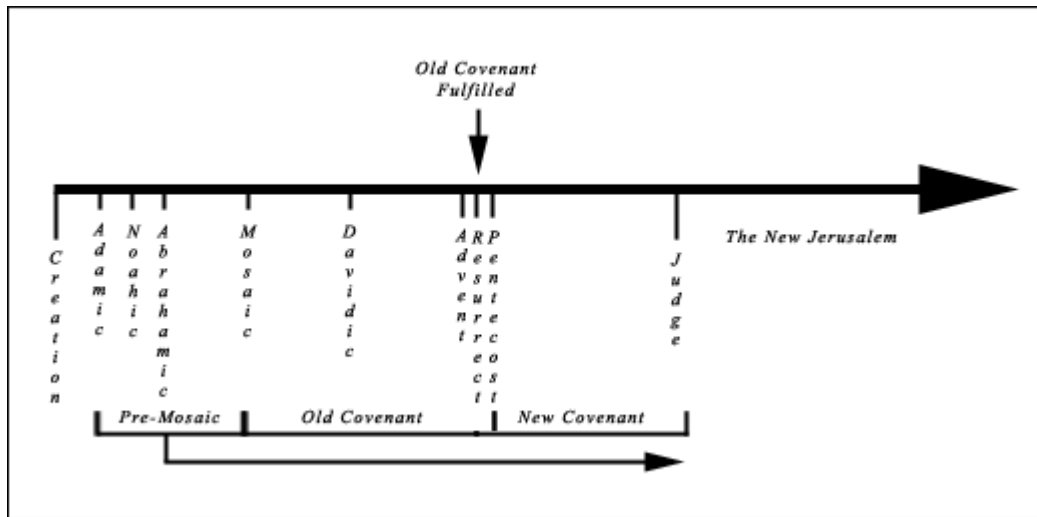 Old Covenant
Fulfilled
Creation
Adamic
Noahic
Abrahamic
Mosaic
Davidic
Advent
Resurrect
Pentecost
Judge
The New Jerusalem
Pre-Mosaic
Old Covenant
New Covenant